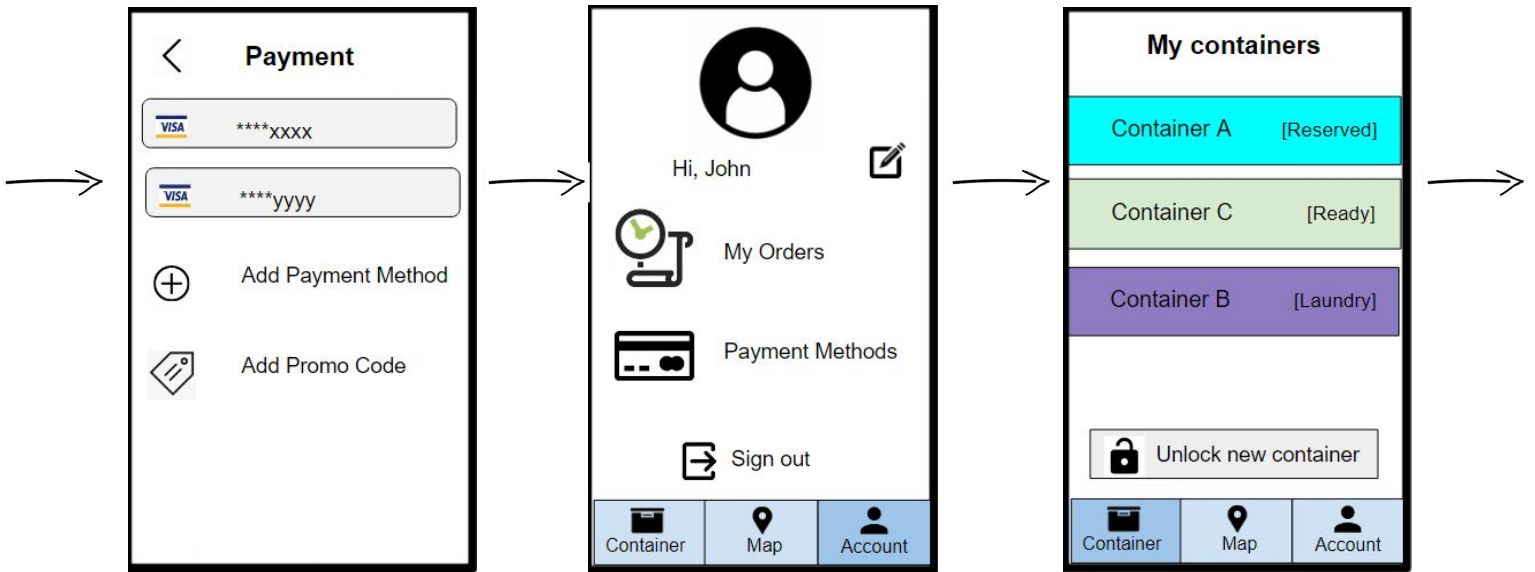 Payment
VISA ****xxxx
VISA ****yyyy
Add Payment Method
Add Promo Code
Hi, John
My Orders
Payment Methods
Sign out
Container Map Account
My containers
Container A [Reserved]
Container C [Ready]
Container B [Laundry]
Unlock new container
Container Map Account